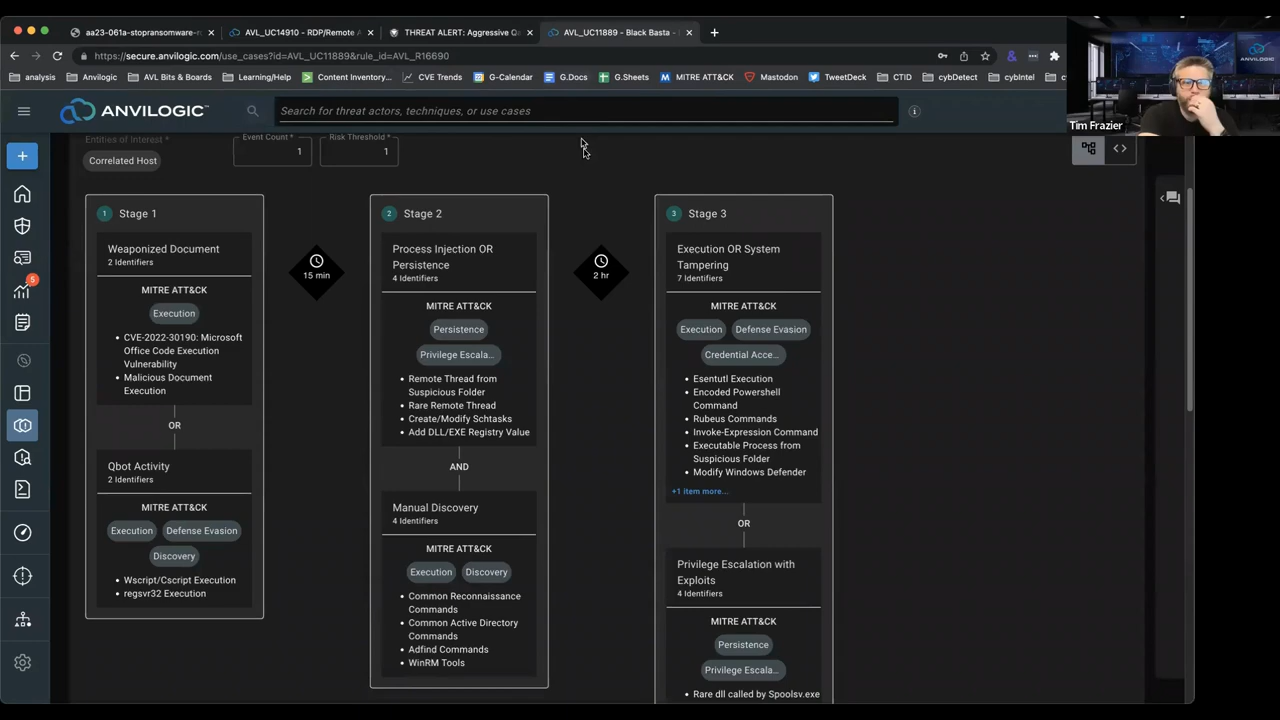 aa23-061a-stopransomware-r
AVL_UC14910 - RDP/Remote A
THREAT ALERT: Aggressive Qa
AVL_UC11889 - Black Basta -
https://secure.anvilogic.com/use_cases?id=AVL_UC11889&rule_id=AVL_R16690
analysis
Anvilogic
AVL Bits & Boards
Learning/Help
Content Inventory...
CVE Trends
G-Calendar
G.Docs
G.Sheets
MITRE ATT&CK
Mastodon
TweetDeck
CTID
cybDetect
cybIntel
ANVILOGIC
Tim Frazier
ANVILOGIC
Search for threat actors, techniques, or use cases
Entities of Interest *
Correlated Host
Event Count *
1
Risk Threshold *
1
5
1 Stage 1
Weaponized Document
2 Identifiers
MITRE ATT&CK
Execution
• CVE-2022-30190: Microsoft
Office Code Execution
Vulnerability
• Malicious Document
Execution
OR
Qbot Activity
2 Identifiers
MITRE ATT&CK
Execution
Defense Evasion
Discovery
• Wscript/Cscript Execution
• regsvr32 Execution
15 min
2 Stage 2
Process Injection OR
Persistence
4 Identifiers
MITRE ATT&CK
Persistence
Privilege Escala...
• Remote Thread from
Suspicious Folder
• Rare Remote Thread
• Create/Modify Schtasks
• Add DLL/EXE Registry Value
AND
Manual Discovery
4 Identifiers
MITRE ATT&CK
Execution
Discovery
• Common Reconnaissance
Commands
• Common Active Directory
Commands
• Adfind Commands
• WinRM Tools
2 hr
3 Stage 3
Execution OR System
Tampering
7 Identifiers
MITRE ATT&CK
Execution
Defense Evasion
Credential Acce...
• Esentutl Execution
• Encoded Powershell
Command
• Rubeus Commands
• Invoke-Expression Command
• Executable Process from
Suspicious Folder
• Modify Windows Defender
+1 item more...
OR
Privilege Escalation with
Exploits
4 Identifiers
MITRE ATT&CK
Persistence
Privilege Escala...
• Rare dll called by Spoolsv.exe